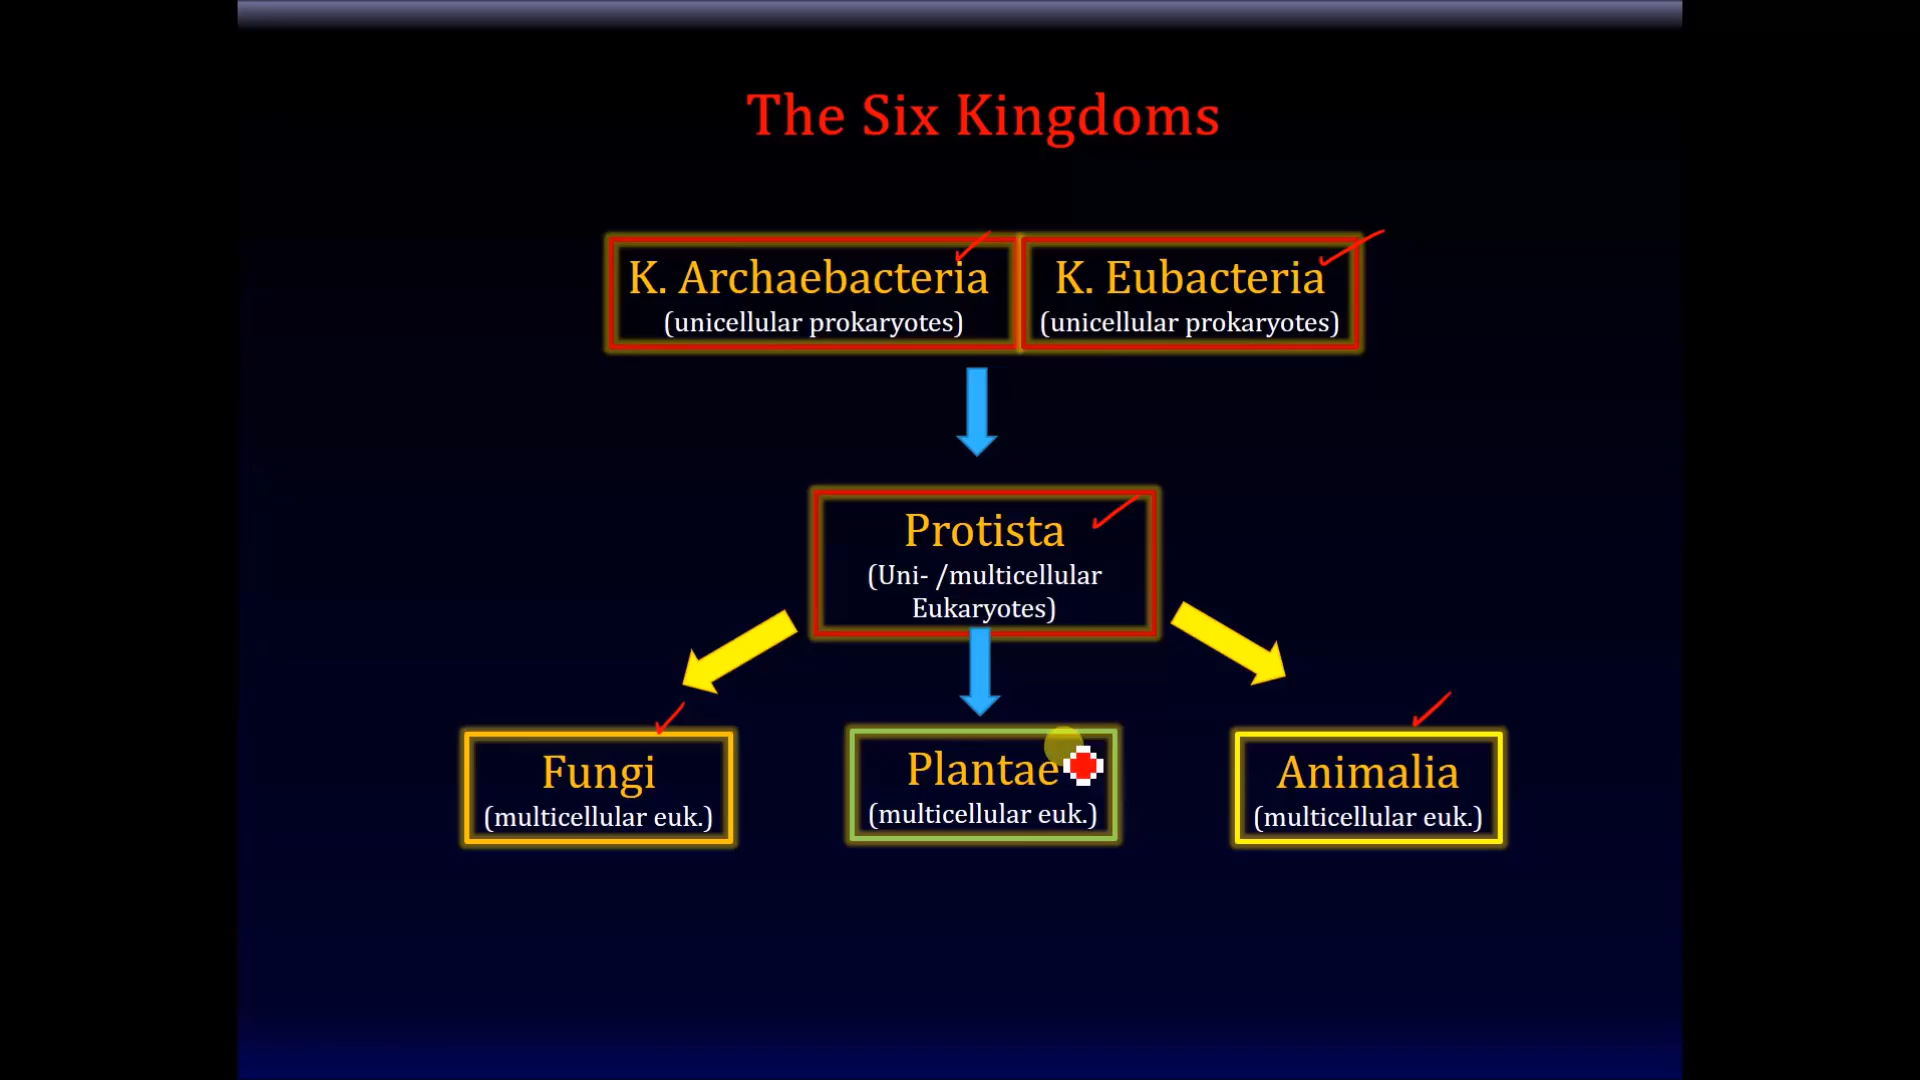 The Six Kingdoms
K. Archaebacteria
(unicellular prokaryotes)
K. Eubacteria
(unicellular prokaryotes)
Protista
(Uni- /multicellular
Eukaryotes)
Fungi
(multicellular euk.)
Plantae
(multicellular euk.)
Animalia
(multicellular euk.)